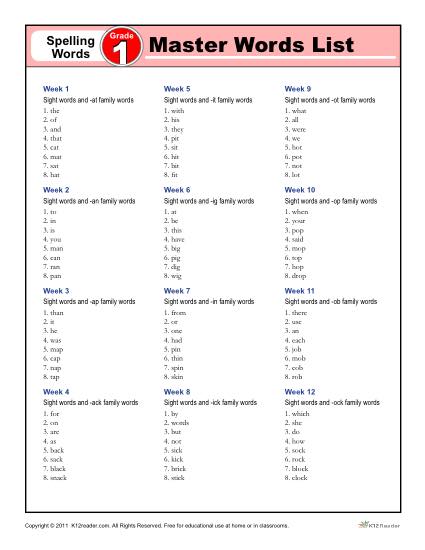 Spelling
Words
Grade
1
Master Words List
Week 1
Sight words and -at family words
1. the
2. of
3. and
4. that
5. cat
6. mat
7. sat
8. hat
Week 2
Sight words and -an family words
1. to
2. in
3. is
4. you
5. man
6. can
7. ran
8. pan
Week 3
Sight words and -ap family words
1. than
2. it
3. he
4. was
5. map
6. cap
7. nap
8. tap
Week 4
Sight words and -ack family words
1. for
2. on
3. are
4. as
5. back
6. sack
7. black
8. snack
Week 5
Sight words and -it family words
1. with
2. his
3. they
4. pit
5. sit
6. hit
7. bit
8. fit
Week 6
Sight words and -ig family words
1. at
2. be
3. this
4. have
5. big
6. pig
7. dig
8. wig
Week 7
Sight words and -in family words
1. from
2. or
3. one
4. had
5. pin
6. thin
7. spin
8. skin
Week 8
Sight words and -ick family words
1. by
2. words
3. but
4. not
5. sick
6. kick
7. brick
8. stick
Week 9
Sight words and -ot family words
1. what
2. all
3. were
4. we
5. hot
6. pot
7. not
8. lot
Week 10
Sight words and -op family words
1. when
2. your
3. pop
4. said
5. mop
6. top
7. hop
8. drop
Week 11
Sight words and -ob family words
1. there
2. use
3. an
4. each
5. job
6. mob
7. cob
8. rob
Week 12
Sight words and -ock family words
1. which
2. she
3. do
4. how
5. sock
6. rock
7. block
8. clock
Copyright © 2011 K12reader.com. All Rights Reserved. Free for educational use at home or in classrooms.
K12Reader